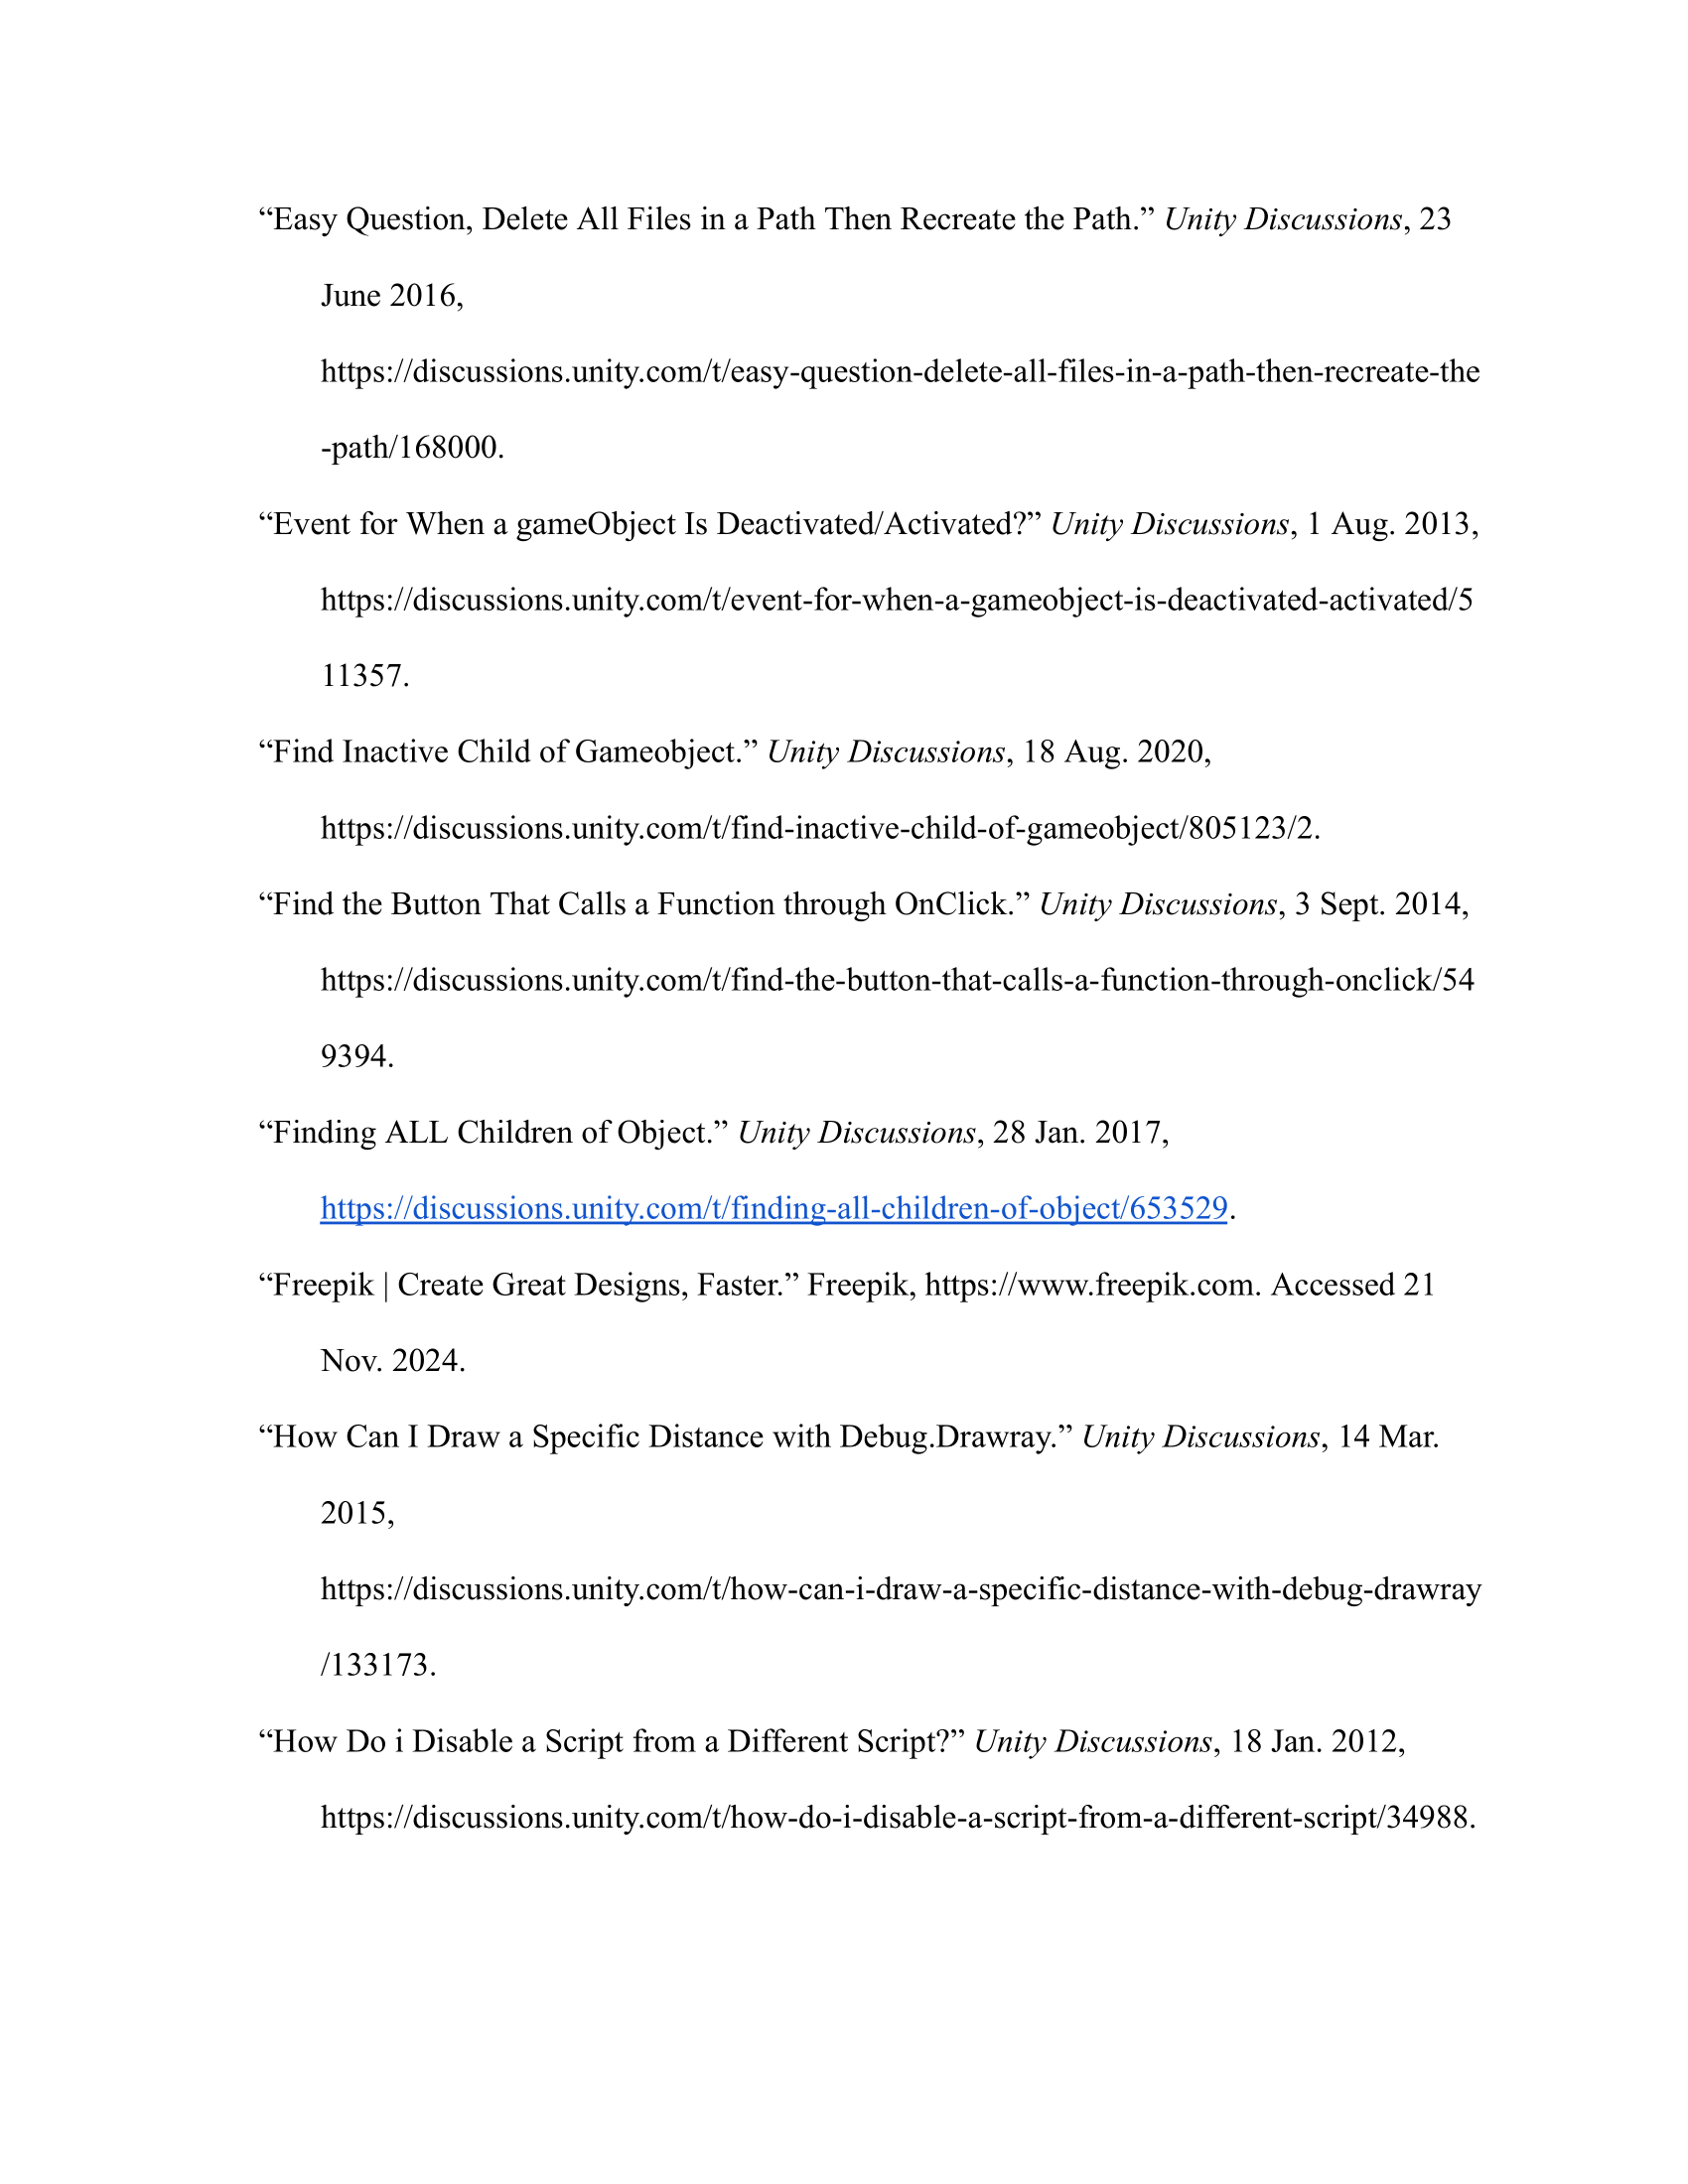 “Easy Question, Delete All Files in a Path Then Recreate the Path.” Unity Discussions, 23
June 2016,
https://discussions.unity.com/t/easy-question-delete-all-files-in-a-path-then-recreate-the
-path/168000.
“Event for When a gameObject Is Deactivated/Activated?” Unity Discussions, 1 Aug. 2013,
https://discussions.unity.com/t/event-for-when-a-gameobject-is-deactivated-activated/5
11357.
“Find Inactive Child of Gameobject.” Unity Discussions, 18 Aug. 2020,
https://discussions.unity.com/t/find-inactive-child-of-gameobject/805123/2.
“Find the Button That Calls a Function through OnClick.” Unity Discussions, 3 Sept. 2014,
https://discussions.unity.com/t/find-the-button-that-calls-a-function-through-onclick/54
9394.
“Finding ALL Children of Object.” Unity Discussions, 28 Jan. 2017,
https://discussions.unity.com/t/finding-all-children-of-object/653529.
“Freepik | Create Great Designs, Faster.” Freepik, https://www.freepik.com. Accessed 21
Nov. 2024.
“How Can I Draw a Specific Distance with Debug.Drawray.” Unity Discussions, 14 Mar.
2015,
https://discussions.unity.com/t/how-can-i-draw-a-specific-distance-with-debug-drawray
/133173.
“How Do i Disable a Script from a Different Script?” Unity Discussions, 18 Jan. 2012,
https://discussions.unity.com/t/how-do-i-disable-a-script-from-a-different-script/34988.